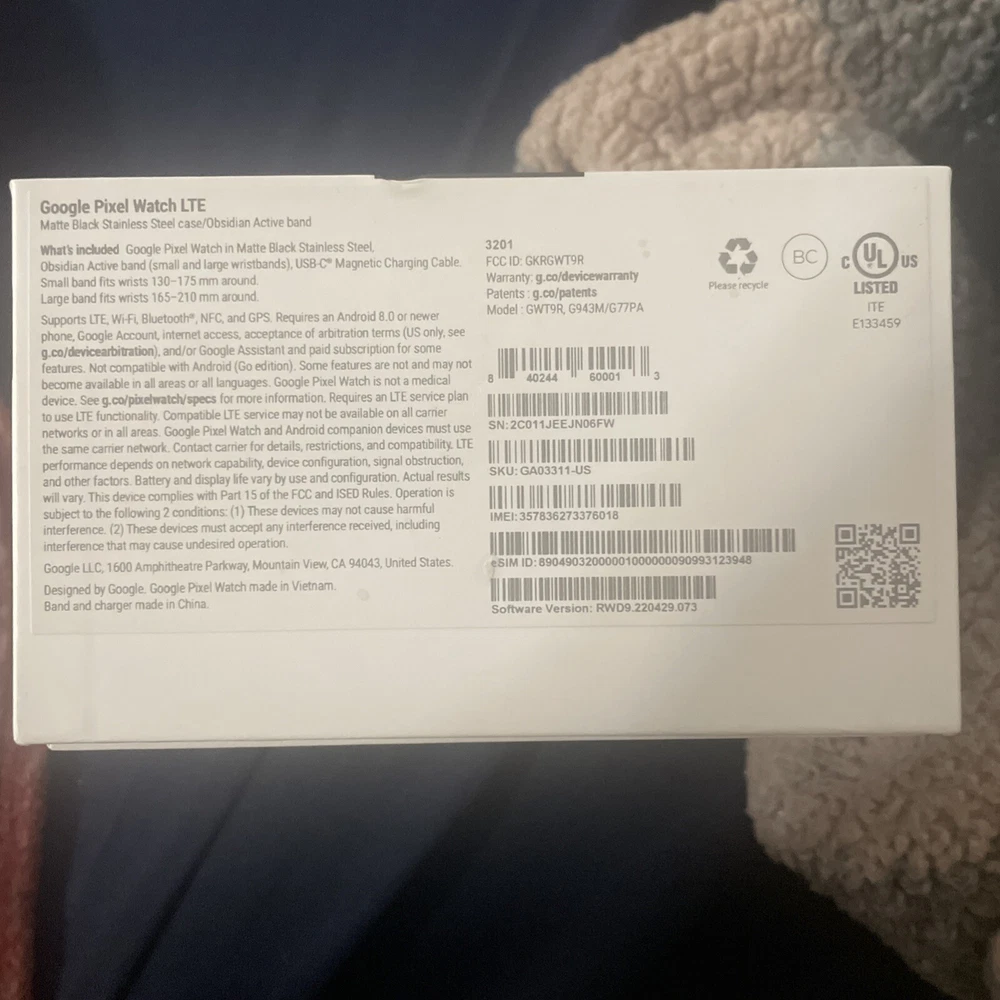 Google Pixel Watch LTE
Matte Black Stainless Steel case/Obsidian Active band
What's included Google Pixel Watch in Matte Black Stainless Steel,
Obsidian Active band (small and large wristbands), USB-C® Magnetic Charging Cable.
Small band fits wrists 130–175 mm around.
Large band fits wrists 165–210 mm around.
Supports LTE, Wi-Fi, Bluetooth®, NFC, and GPS. Requires an Android 8.0 or newer
phone, Google Account, internet access, acceptance of arbitration terms (US only, see
g.co/devicearbitration), and/or Google Assistant and paid subscription for some
features. Not compatible with Android (Go edition). Some features are not and may not
become available in all areas or all languages. Google Pixel Watch is not a medical
device. See g.co/pixelwatch/specs for more information. Requires an LTE service plan
to use LTE functionality. Compatible LTE service may not be available on all carrier
networks or in all areas. Google Pixel Watch and Android companion devices must use
the same carrier network. Contact carrier for details, restrictions, and compatibility. LTE
performance depends on network capability, device configuration, signal obstruction,
and other factors. Battery and display life vary by use and configuration. Actual results
will vary. This device complies with Part 15 of the FCC and ISED Rules. Operation is
subject to the following 2 conditions: (1) These devices may not cause harmful
interference. (2) These devices must accept any interference received, including
interference that may cause undesired operation.
Google LLC, 1600 Amphitheatre Parkway, Mountain View, CA 94043, United States.
Designed by Google. Google Pixel Watch made in Vietnam.
Band and charger made in China.
3201
FCC ID: GKRGWT9R
Warranty: g.co/devicewarranty
Patents : g.co/patents
Model : GWT9R, G943M/G77PA
8 40244 60001 3
SN: 2C011JEEJN06FW
SKU: GA03311-US
IMEI: 357836273376018
eSIM ID: 89049032000001000000090993123948
Software Version: RWD9.220429.073
Please recycle
BC
C UL US
LISTED
ITE
E133459